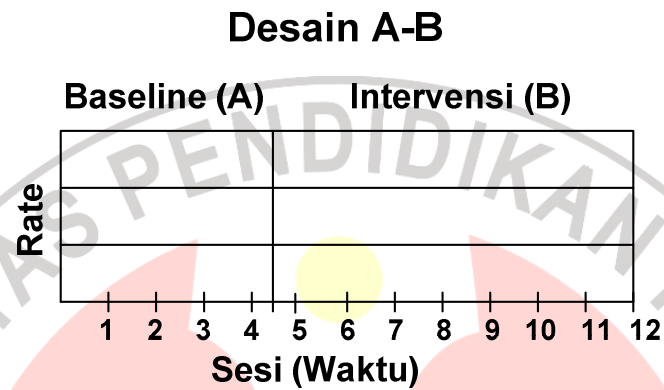 Desain A-B
Baseline (A) Intervensi (B)
Rate
1 2 3 4 5 6 7 8 9 10 11 12
Sesi (Waktu)
AS PENDIDIKAN